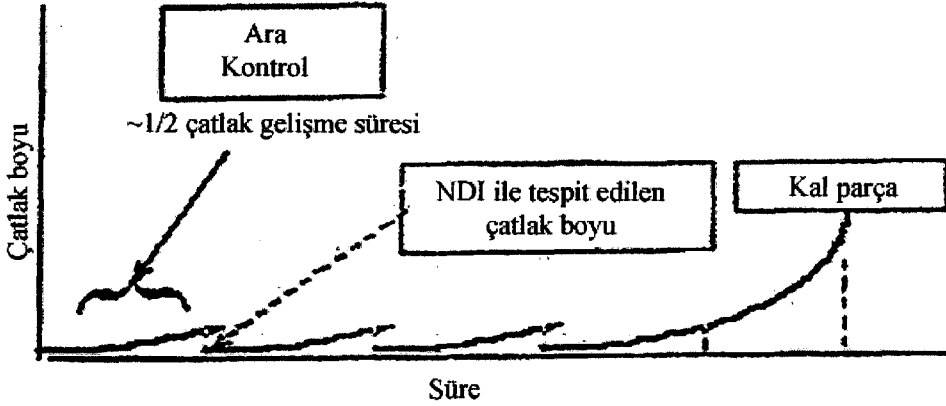 Ara
Kontrol
~1/2 çatlak gelişme süresi
NDI ile tespit edilen
çatlak boyu
Kal parça
Çatlak boyu
Süre